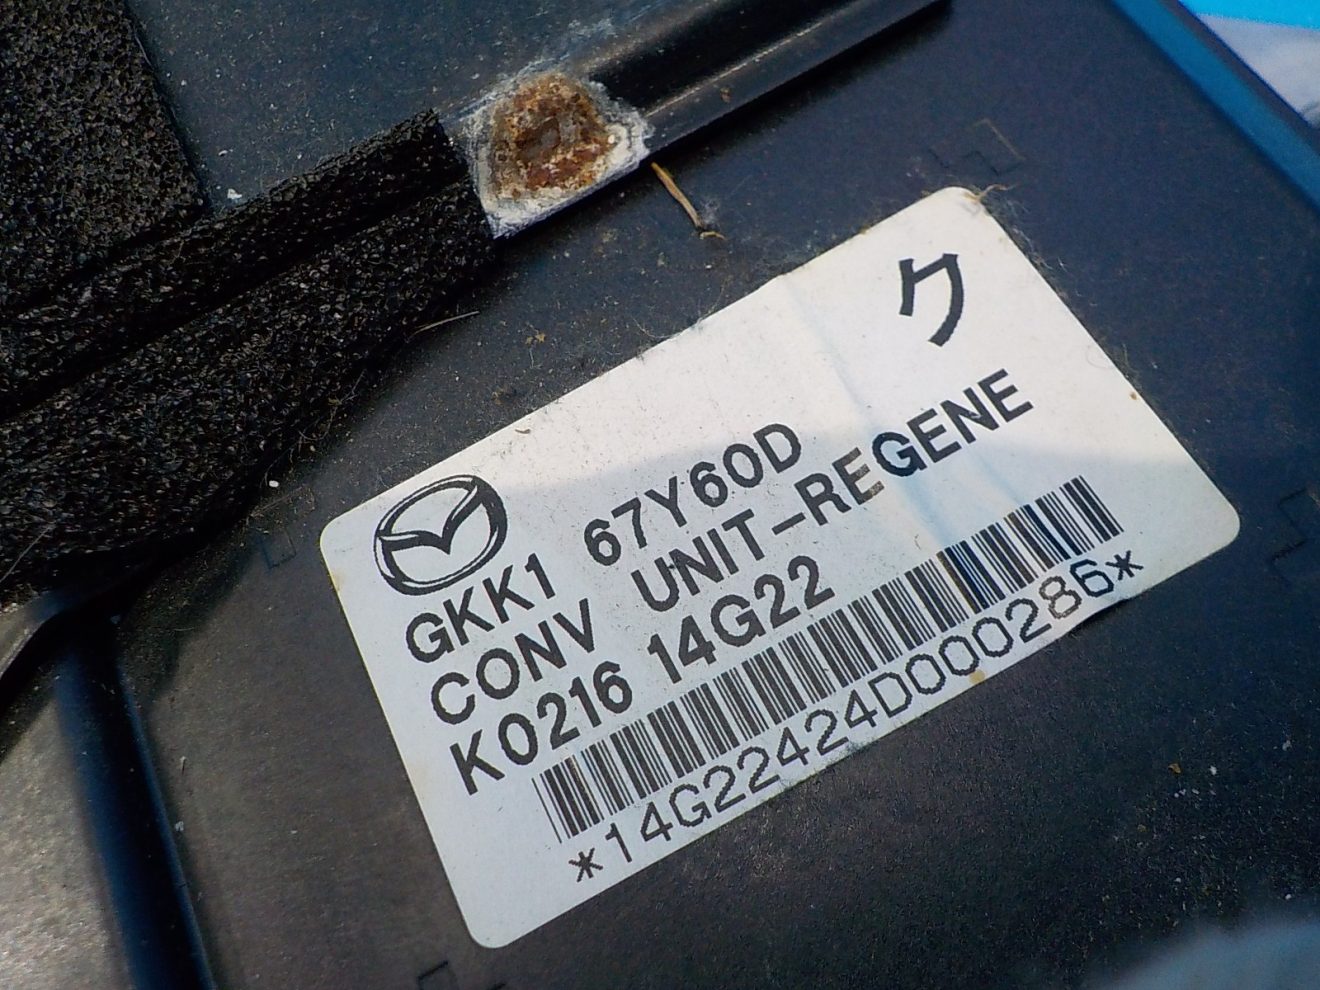 ク
GKK1 67Y60D
CONV UNIT-REGENE
K0216 14G22
*14G22424D000286*